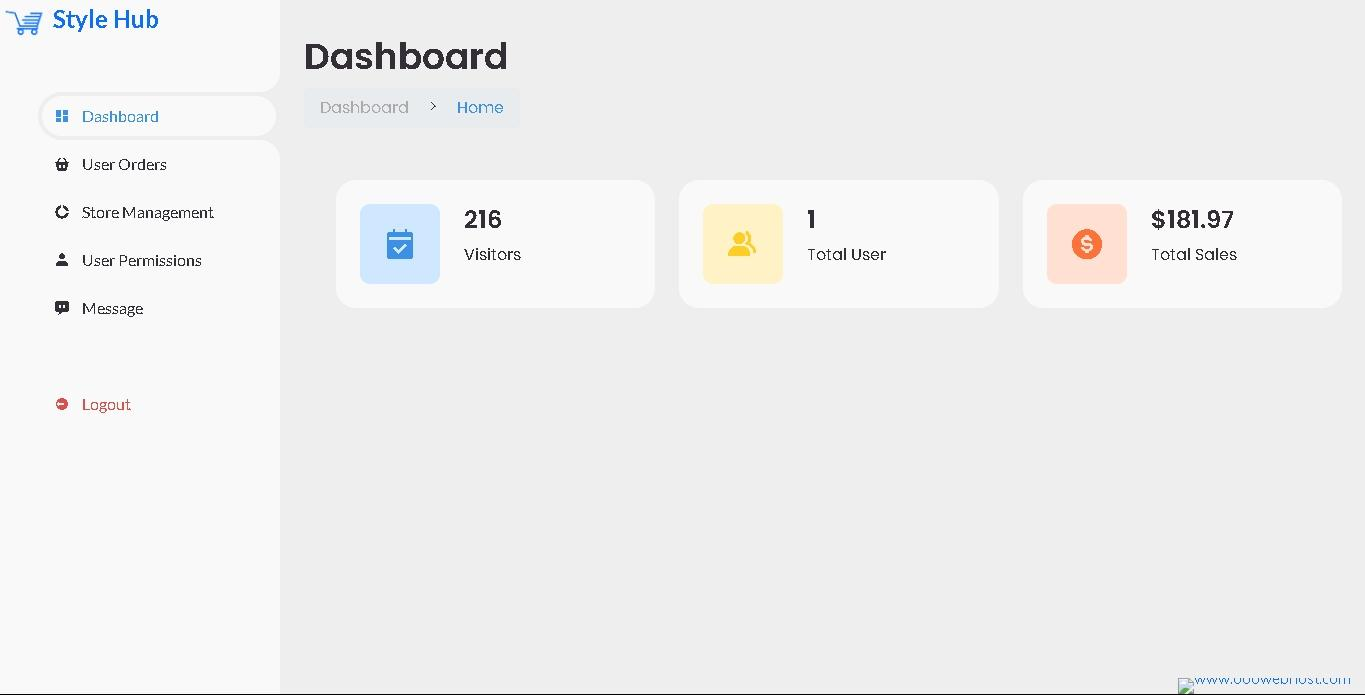 Style Hub
Dashboard
User Orders
Store Management
User Permissions
Message
Logout
Dashboard
Dashboard > Home
216
Visitors
1
Total User
$181.97
Total Sales